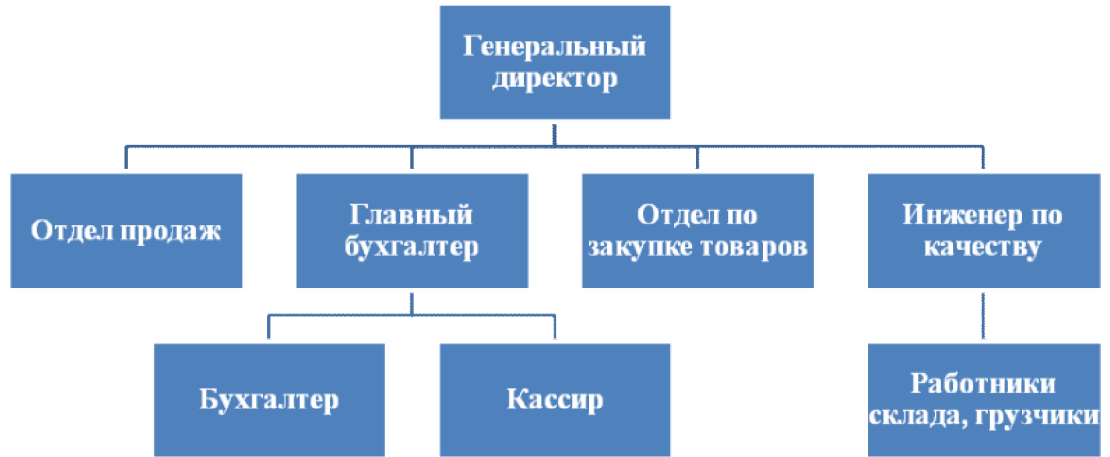 Генеральный
директор
Отдел продаж
Главный
бухгалтер
Отдел по
закупке товаров
Инженер по
качеству
Бухгалтер
Кассир
Работники
склада, грузчики